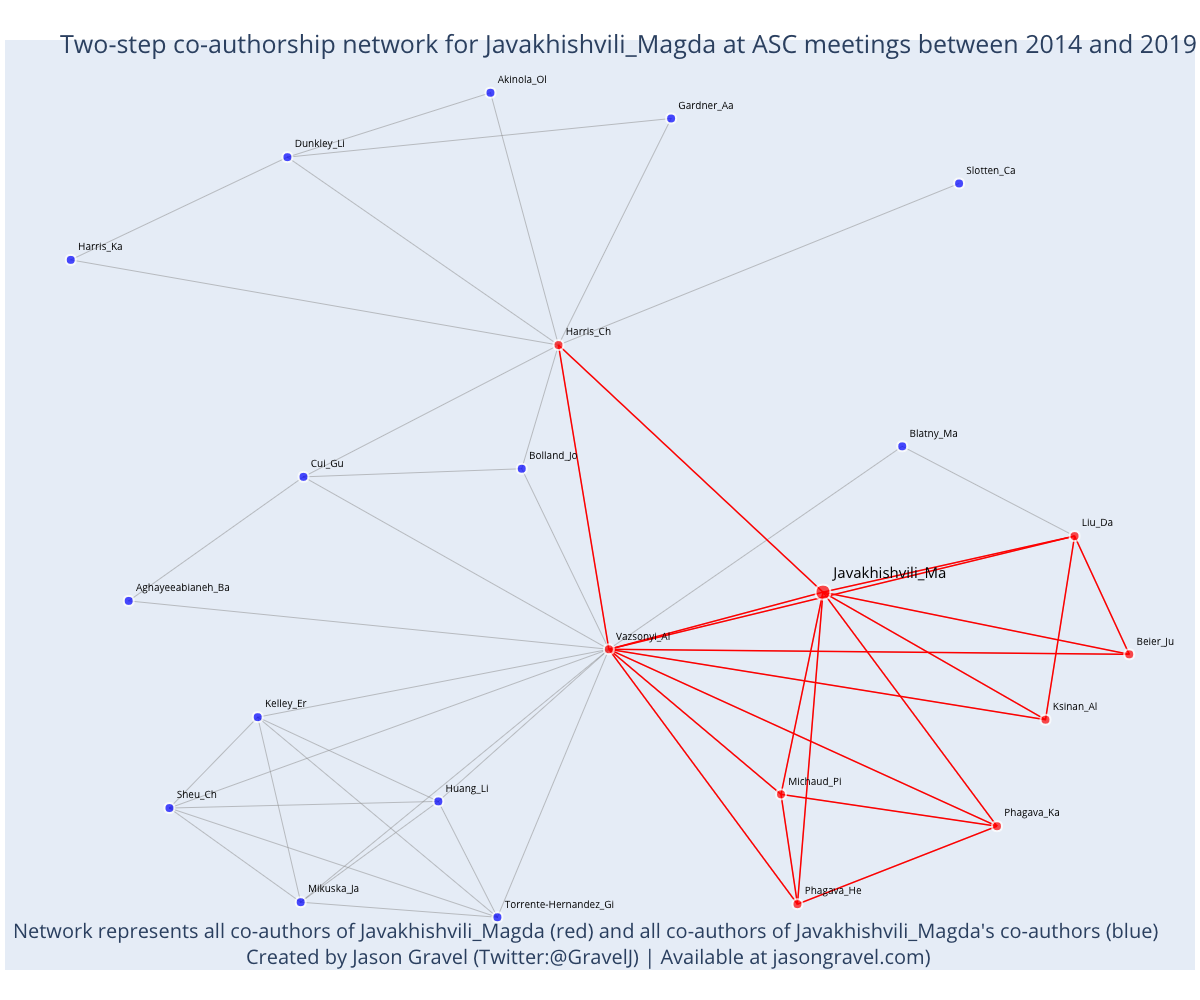 Two-step co-authorship network for Javakhishvili_Magda at ASC meetings between 2014 and 2019
Akinola_Ol
Gardner_Aa
Dunkley_Li
Slotten_Ca
Harris_Ka
Harris_Ch
Blatny_Ma
Bolland_Jo
Cui_Gu
Liu_Da
Javakhishvili_Ma
Aghayeeabianeh_Ba
Vazsonyi_Al
Beier_Ju
Kelley_Er
Ksinan_Al
Michaud_Pi
Huang_Li
Sheu_Ch
Phagava_Ka
Mikuska_Ja
Phagava_He
Torrente-Hernandez_Gi
Network represents all co-authors of Javakhishvili_Magda (red) and all co-authors of Javakhishvili_Magda's co-authors (blue)
Created by Jason Gravel (Twitter:@GravelJ) | Available at jasongravel.com)